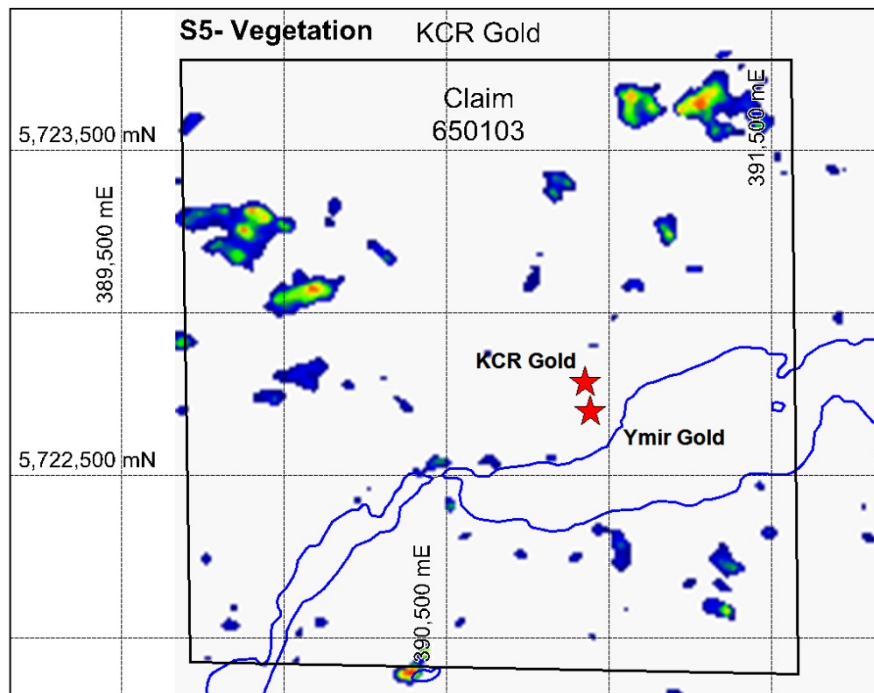 S5- Vegetation KCR Gold
Claim
650103
5,723,500 mN
391,500 mE
389,500 mE
KCR Gold
Ymir Gold
5,722,500 mN
390,500 mE